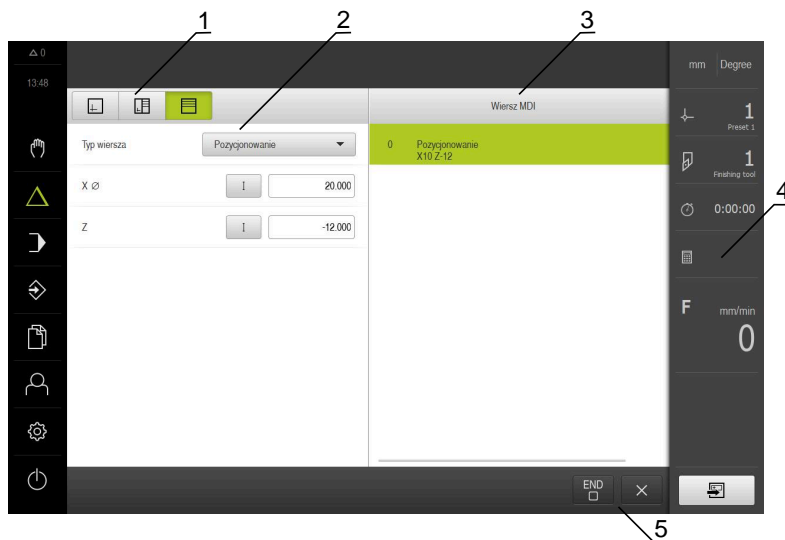 1
2
3
△ 0
13:48
mm Degree
Wiersz MDI
Typ wiersza
Pozycjonowanie
0 Pozycjonowanie
X10 Z-12
X ∅
I
20.000
Z
I
-12.000
1
Preset 1
1
Finishing tool
0:00:00
4
F mm/min
0
END
5